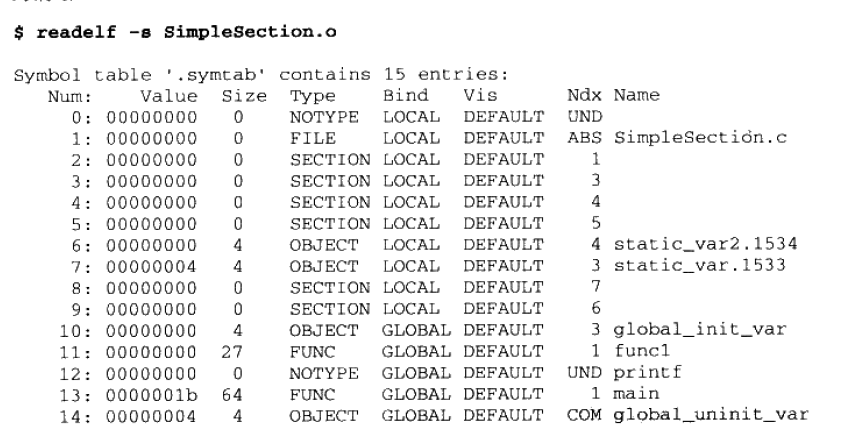 $ readelf -s SimpleSection.o
Symbol table '.symtab' contains 15 entries:
Num: Value Size Type Bind Vis Ndx Name
0: 00000000 0 NOTYPE LOCAL DEFAULT UND
1: 00000000 0 FILE LOCAL DEFAULT ABS SimpleSection.c
2: 00000000 0 SECTION LOCAL DEFAULT 1
3: 00000000 0 SECTION LOCAL DEFAULT 3
4: 00000000 0 SECTION LOCAL DEFAULT 4
5: 00000000 0 SECTION LOCAL DEFAULT 5
6: 00000000 4 OBJECT LOCAL DEFAULT 4 static_var2.1534
7: 00000004 4 OBJECT LOCAL DEFAULT 3 static_var.1533
8: 00000000 0 SECTION LOCAL DEFAULT 7
9: 00000000 0 SECTION LOCAL DEFAULT 6
10: 00000000 4 OBJECT GLOBAL DEFAULT 3 global_init_var
11: 00000000 27 FUNC GLOBAL DEFAULT 1 func1
12: 00000000 0 NOTYPE GLOBAL DEFAULT UND printf
13: 0000001b 64 FUNC GLOBAL DEFAULT 1 main
14: 00000004 4 OBJECT GLOBAL DEFAULT COM global_uninit_var